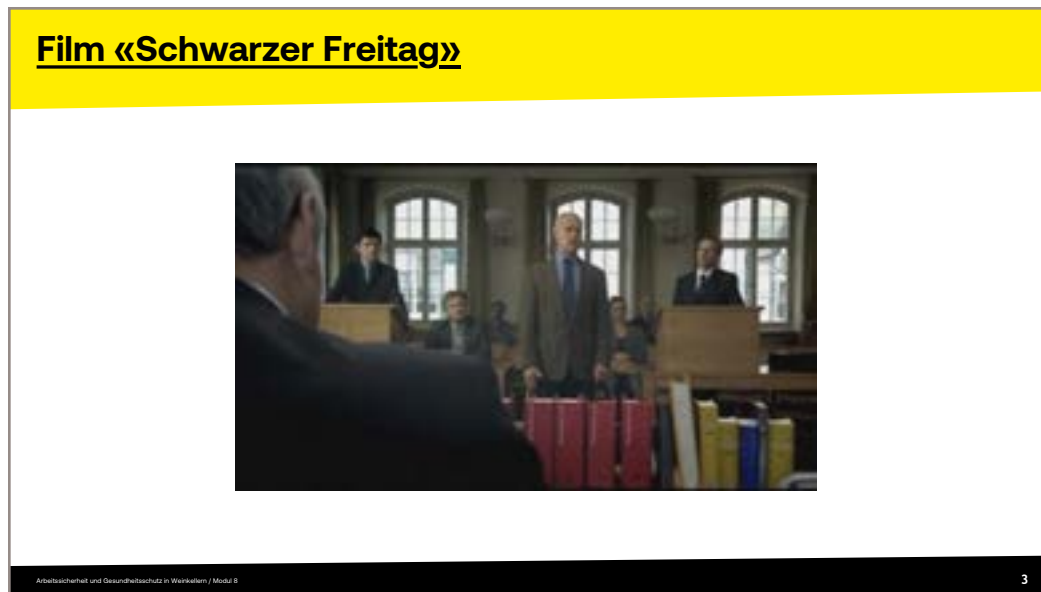 Film «Schwarzer Freitag»
Arbeitssicherheit und Gesundheitsschutz in Weinkellern / Modul 8
3